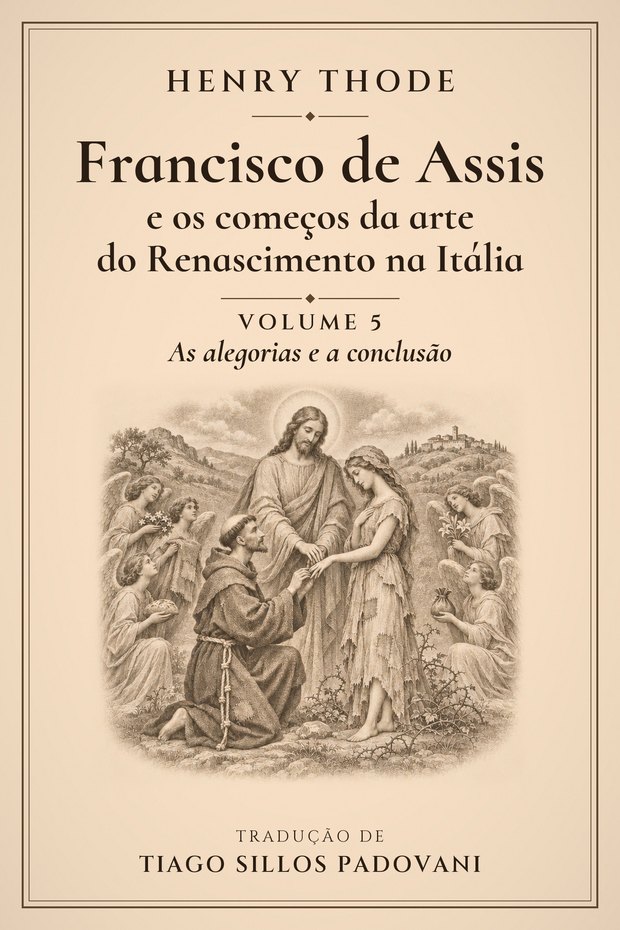 HENRY THODE
Francisco de Assis
e os começos da arte
do Renascimento na Itália
VOLUME 5
As alegorias e a conclusão
TRADUÇÃO DE
TIAGO SILLOS PADOVANI